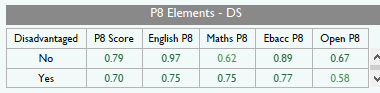 P8 Elements - DS
Disadvantaged P8 Score English P8 Maths P8 Ebacc P8 Open P8
No 0.79 0.97 0.62 0.89 0.67
Yes 0.70 0.75 0.75 0.77 0.58